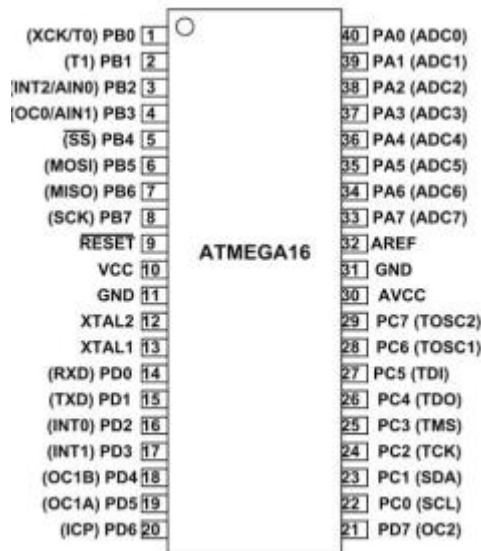 (XCK/T0) PB0 1 40 PA0 (ADC0)
(T1) PB1 2 39 PA1 (ADC1)
(INT2/AIN0) PB2 3 38 PA2 (ADC2)
(OC0/AIN1) PB3 4 37 PA3 (ADC3)
(SS) PB4 5 36 PA4 (ADC4)
(MOSI) PB5 6 35 PA5 (ADC5)
(MISO) PB6 7 34 PA6 (ADC6)
(SCK) PB7 8 33 PA7 (ADC7)
RESET 9 ATMEGA16 32 AREF
VCC 10 31 GND
GND 11 30 AVCC
XTAL2 12 29 PC7 (TOSC2)
XTAL1 13 28 PC6 (TOSC1)
(RXD) PD0 14 27 PC5 (TDI)
(TXD) PD1 15 26 PC4 (TDO)
(INT0) PD2 16 25 PC3 (TMS)
(INT1) PD3 17 24 PC2 (TCK)
(OC1B) PD4 18 23 PC1 (SDA)
(OC1A) PD5 19 22 PC0 (SCL)
(ICP) PD6 20 21 PD7 (OC2)